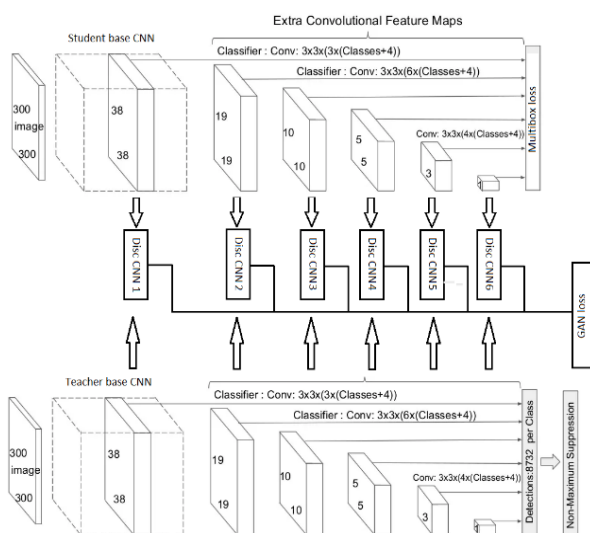 Extra Convolutional Feature Maps
Student base CNN
Classifier : Conv: 3x3x(3x(Classes+4))
Classifier : Conv: 3x3x(6x(Classes+4))
300
image
300
38
38
19
19
10
10
5
5
Conv: 3x3x(4x(Classes+4))
3
1
Multibox loss
Disc CNN 1
Disc CNN 2
Disc CNN3
Disc CNN4
Disc CNN5
Disc CNN6
GAN loss
Teacher base CNN
Classifier : Conv: 3x3x(3x(Classes+4))
Classifier : Conv: 3x3x(6x(Classes+4))
300
image
300
38
38
19
19
10
10
5
5
Conv: 3x3x(4x(Classes+4))
3
1
Detections:8732 per Class
Non-Maximum Suppression